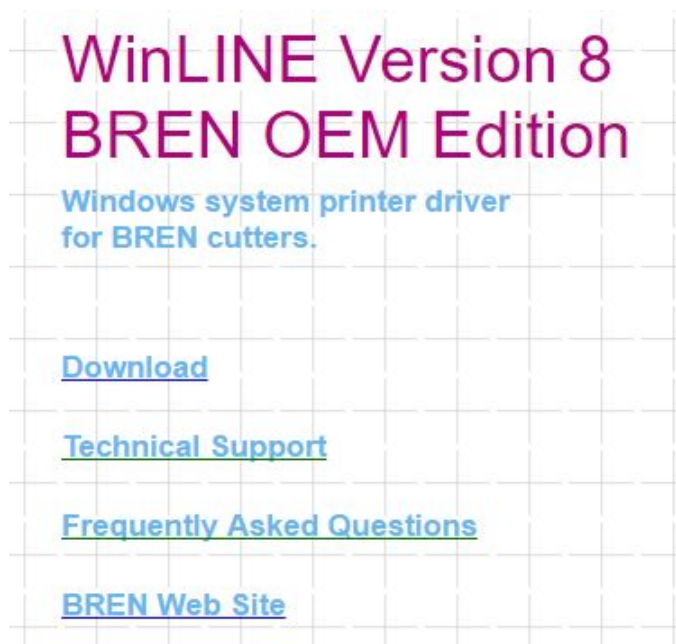 WinLINE Version 8
BREN OEM Edition
Windows system printer driver
for BREN cutters.
Download
Technical Support
Frequently Asked Questions
BREN Web Site